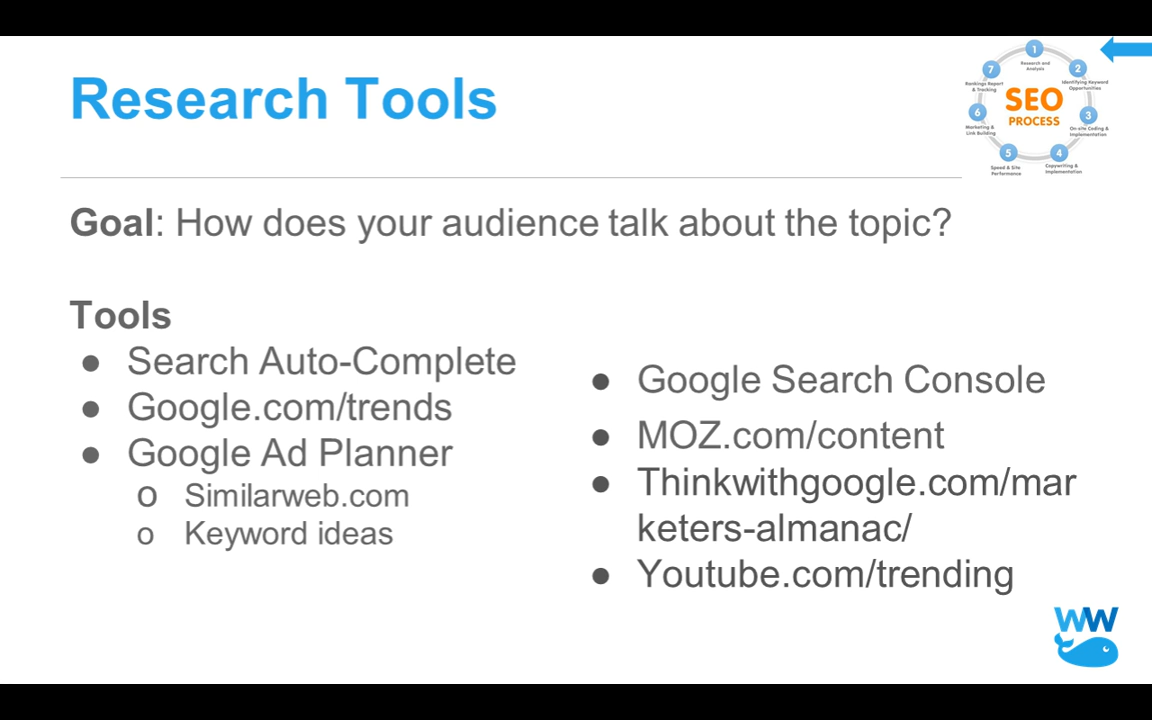 Research Tools
1
Research and
Analysis
2
Identifying Keyword
Opportunities
3
On-site Coding &
Implementation
4
Copywriting &
Implementation
5
Speed & Site
Performance
6
Marketing &
Link Building
7
Rankings Report
& Tracking
SEO
PROCESS
Goal: How does your audience talk about the topic?
Tools
● Search Auto-Complete
● Google.com/trends
● Google Ad Planner
o Similarweb.com
o Keyword ideas
● Google Search Console
● MOZ.com/content
● Thinkwithgoogle.com/mar
keters-almanac/
● Youtube.com/trending
WW